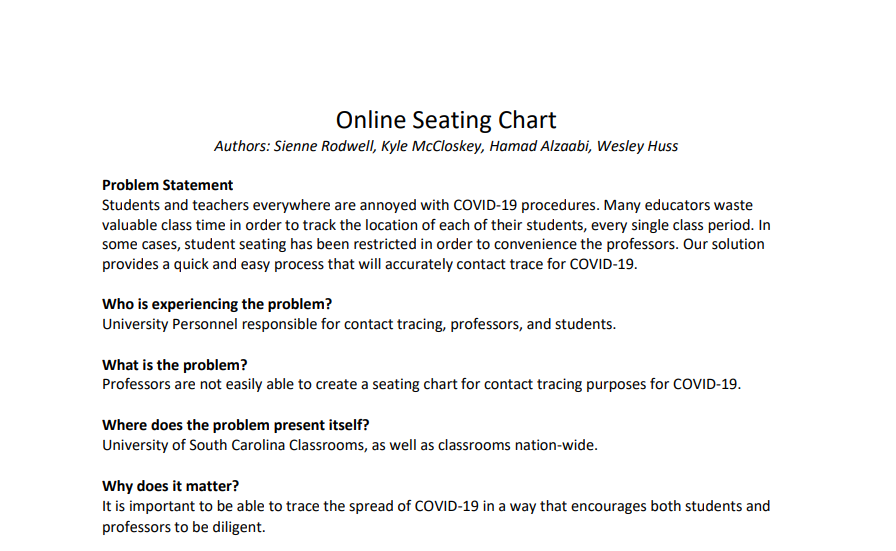 Online Seating Chart
Authors: Sienne Rodwell, Kyle McCloskey, Hamad Alzaabi, Wesley Huss
Problem Statement
Students and teachers everywhere are annoyed with COVID-19 procedures. Many educators waste
valuable class time in order to track the location of each of their students, every single class period. In
some cases, student seating has been restricted in order to convenience the professors. Our solution
provides a quick and easy process that will accurately contact trace for COVID-19.
Who is experiencing the problem?
University Personnel responsible for contact tracing, professors, and students.
What is the problem?
Professors are not easily able to create a seating chart for contact tracing purposes for COVID-19.
Where does the problem present itself?
University of South Carolina Classrooms, as well as classrooms nation-wide.
Why does it matter?
It is important to be able to trace the spread of COVID-19 in a way that encourages both students and
professors to be diligent.